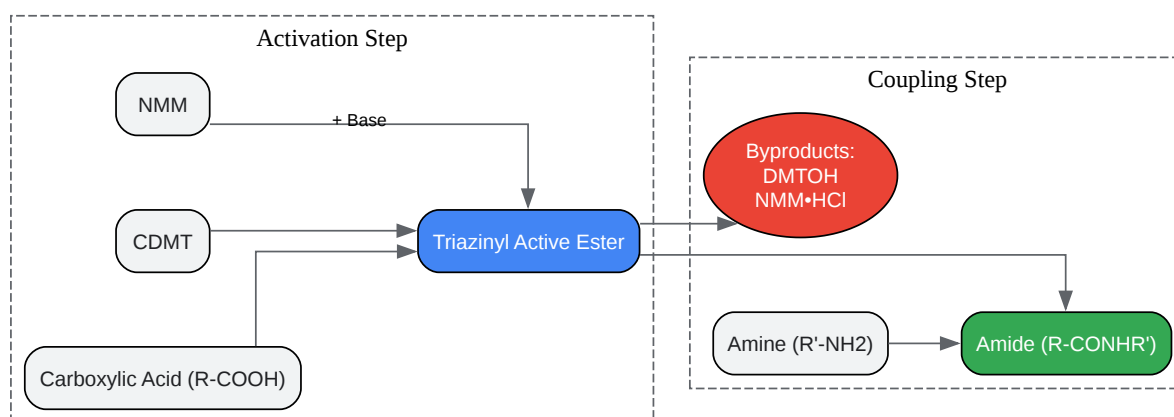 Activation Step
NMM
+ Base
CDMT
Triazinyl Active Ester
Carboxylic Acid (R-COOH)
Coupling Step
Byproducts:
DMTOH
NMM•HCl
Amine (R'-NH2)
Amide (R-CONHR')